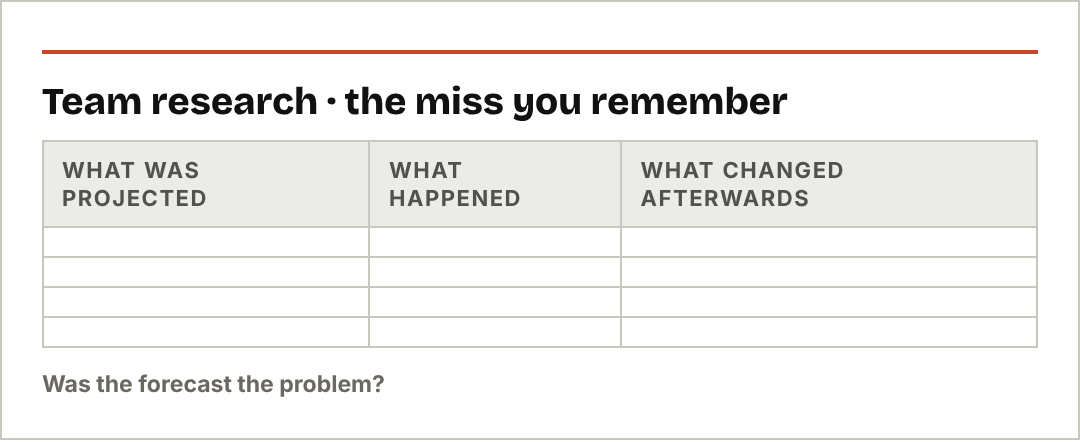 Team research · the miss you remember
WHAT WAS
PROJECTED
WHAT
HAPPENED
WHAT CHANGED
AFTERWARDS
Was the forecast the problem?